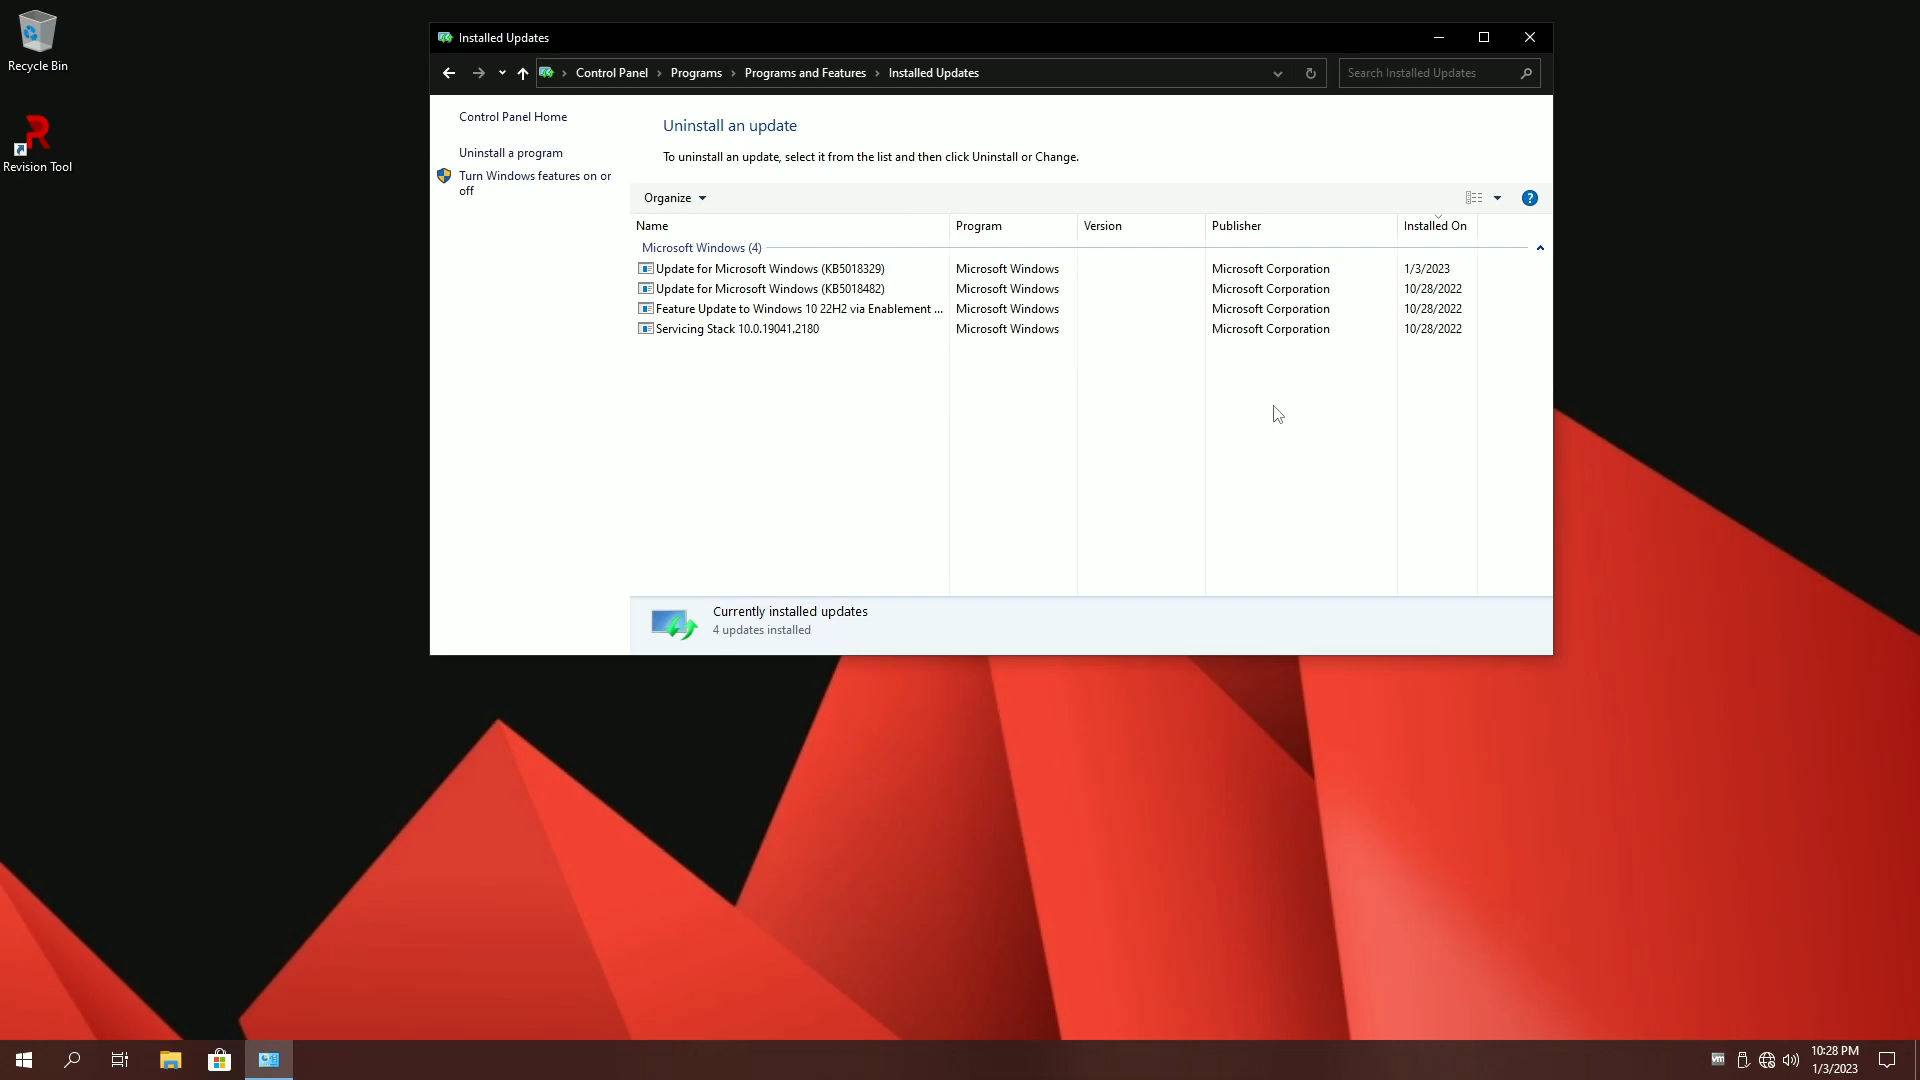 Recycle Bin
Revision Tool
Installed Updates
Control Panel
Programs
Programs and Features
Installed Updates
Search Installed Updates
Control Panel Home
Uninstall a program
Turn Windows features on or
off
Uninstall an update
To uninstall an update, select it from the list and then click Uninstall or Change.
Organize
?
Name Program Version Publisher Installed On
Microsoft Windows (4)
Update for Microsoft Windows (KB5018329) Microsoft Windows Microsoft Corporation 1/3/2023
Update for Microsoft Windows (KB5018482) Microsoft Windows Microsoft Corporation 10/28/2022
Feature Update to Windows 10 22H2 via Enablement ... Microsoft Windows Microsoft Corporation 10/28/2022
Servicing Stack 10.0.19041.2180 Microsoft Windows Microsoft Corporation 10/28/2022
Currently installed updates
4 updates installed
vm
10:28 PM
1/3/2023